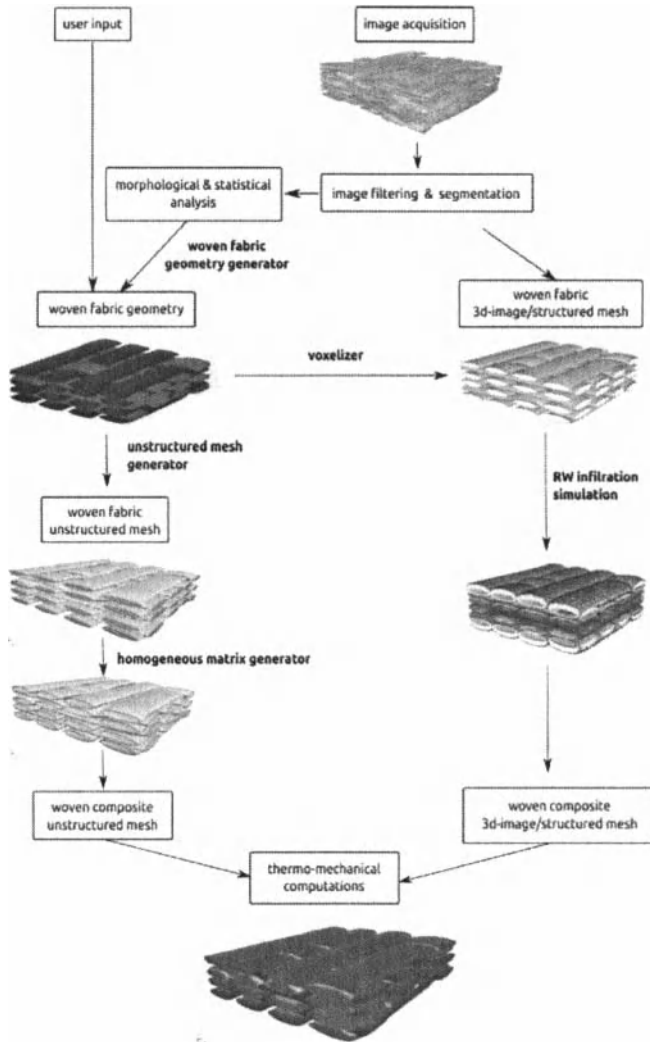 user input
image acquisition
morphological & statistical
analysis
image filtering & segmentation
woven fabric
geometry generator
woven fabric geometry
woven fabric
3d-image/structured mesh
voxelizer
unstructured mesh
generator
RW infilration
simulation
woven fabric
unstructured mesh
homogeneous matrix generator
woven composite
unstructured mesh
woven composite
3d-image/structured mesh
thermo-mechanical
computations